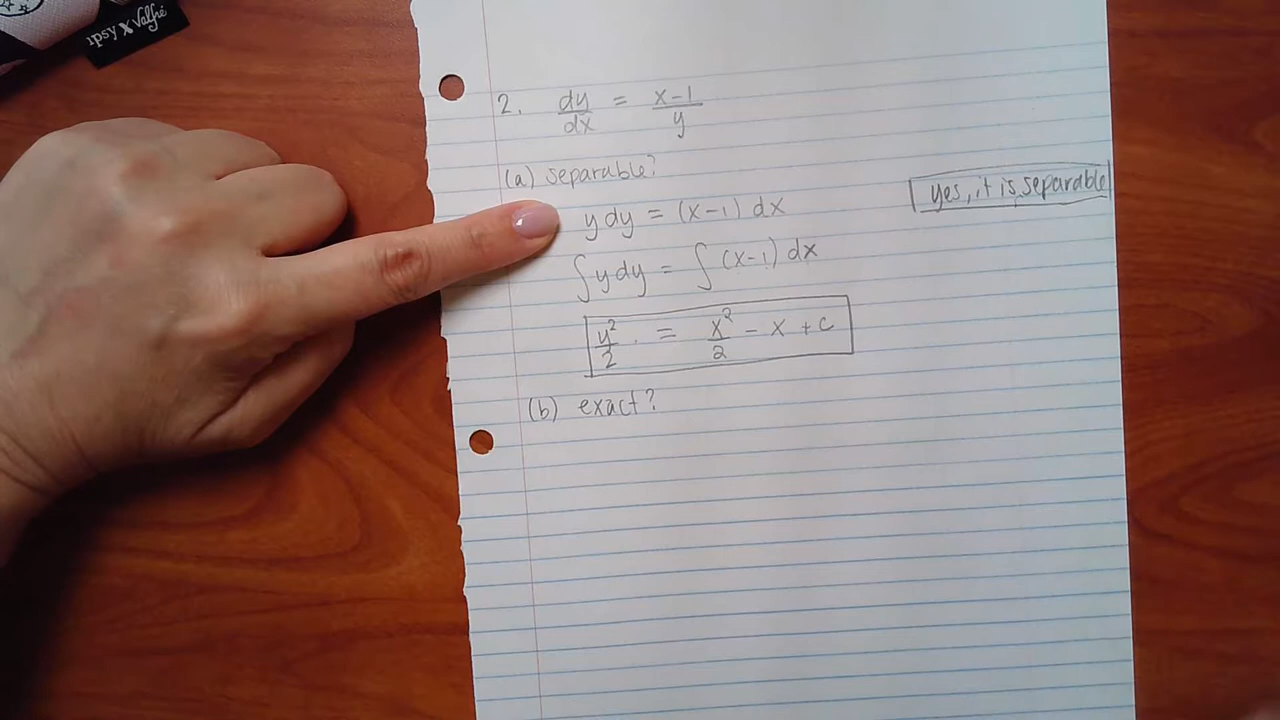 ipsy x Valfré
2. dy/dx = x-1/y
(a) separable?
yes, it is separable
y dy = (x-1) dx
∫ y dy = ∫ (x-1) dx
y²/2 = x²/2 - x + c
(b) exact?